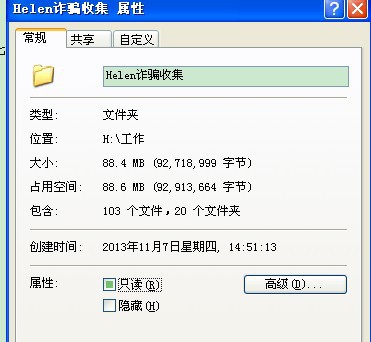 Helen诈骗收集 属性
常规 共享 自定义
Helen诈骗收集
类型: 文件夹
位置: H:\工作
大小: 88.4 MB (92,718,999 字节)
占用空间: 88.6 MB (92,913,664 字节)
包含: 103 个文件，20 个文件夹
创建时间: 2013年11月7日星期四, 14:51:13
属性: 只读(R) 高级(D)...
隐藏(H)